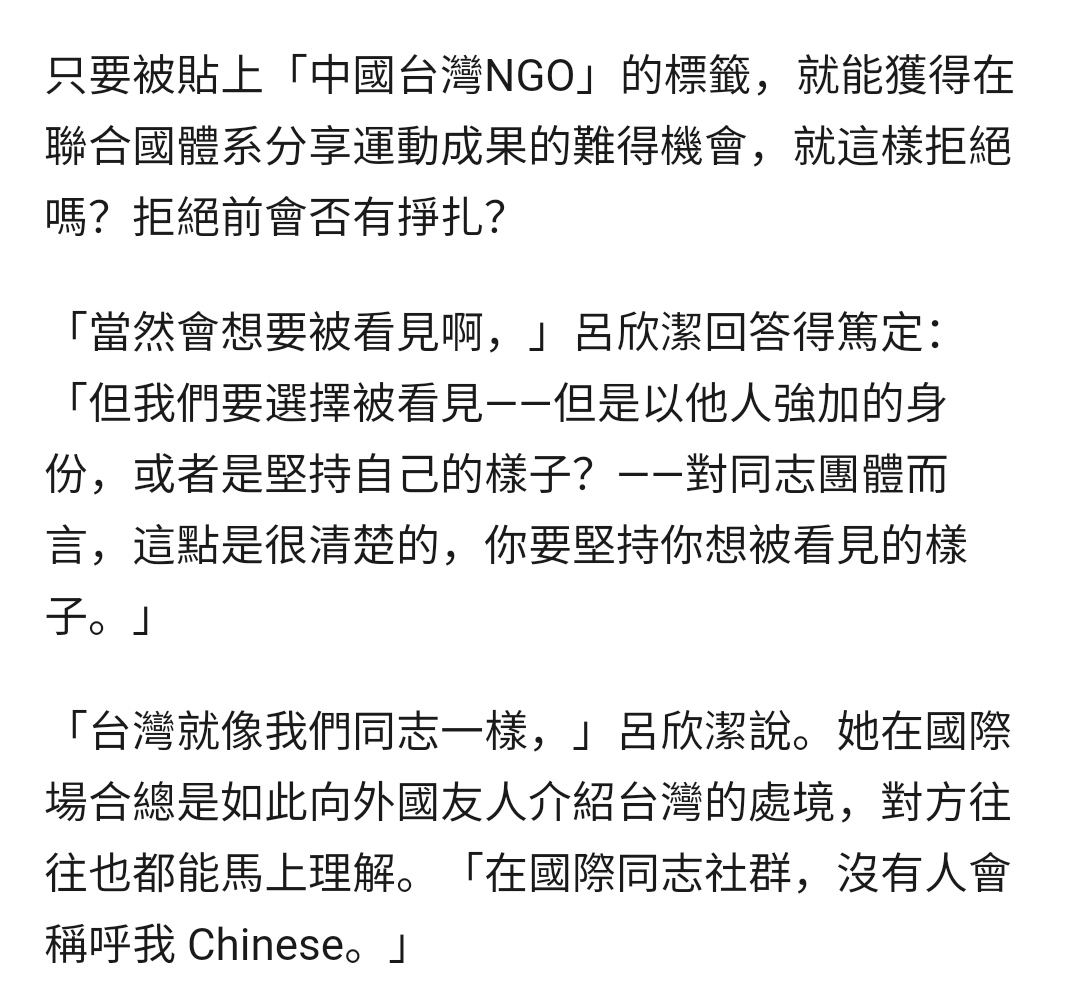 只要被貼上「中國台灣NGO」的標籤，就能獲得在
聯合國體系分享運動成果的難得機會，就這樣拒絕
嗎？拒絕前會否有掙扎？
「當然會想要被看見啊，」呂欣潔回答得篤定：
「但我們要選擇被看見——但是以他人強加的身
份，或者是堅持自己的樣子？——對同志團體而
言，這點是很清楚的，你要堅持你想被看見的樣
子。」
「台灣就像我們同志一樣，」呂欣潔說。她在國際
場合總是如此向外國友人介紹台灣的處境，對方往
往也都能馬上理解。「在國際同志社群，沒有人會
稱呼我 Chinese。」